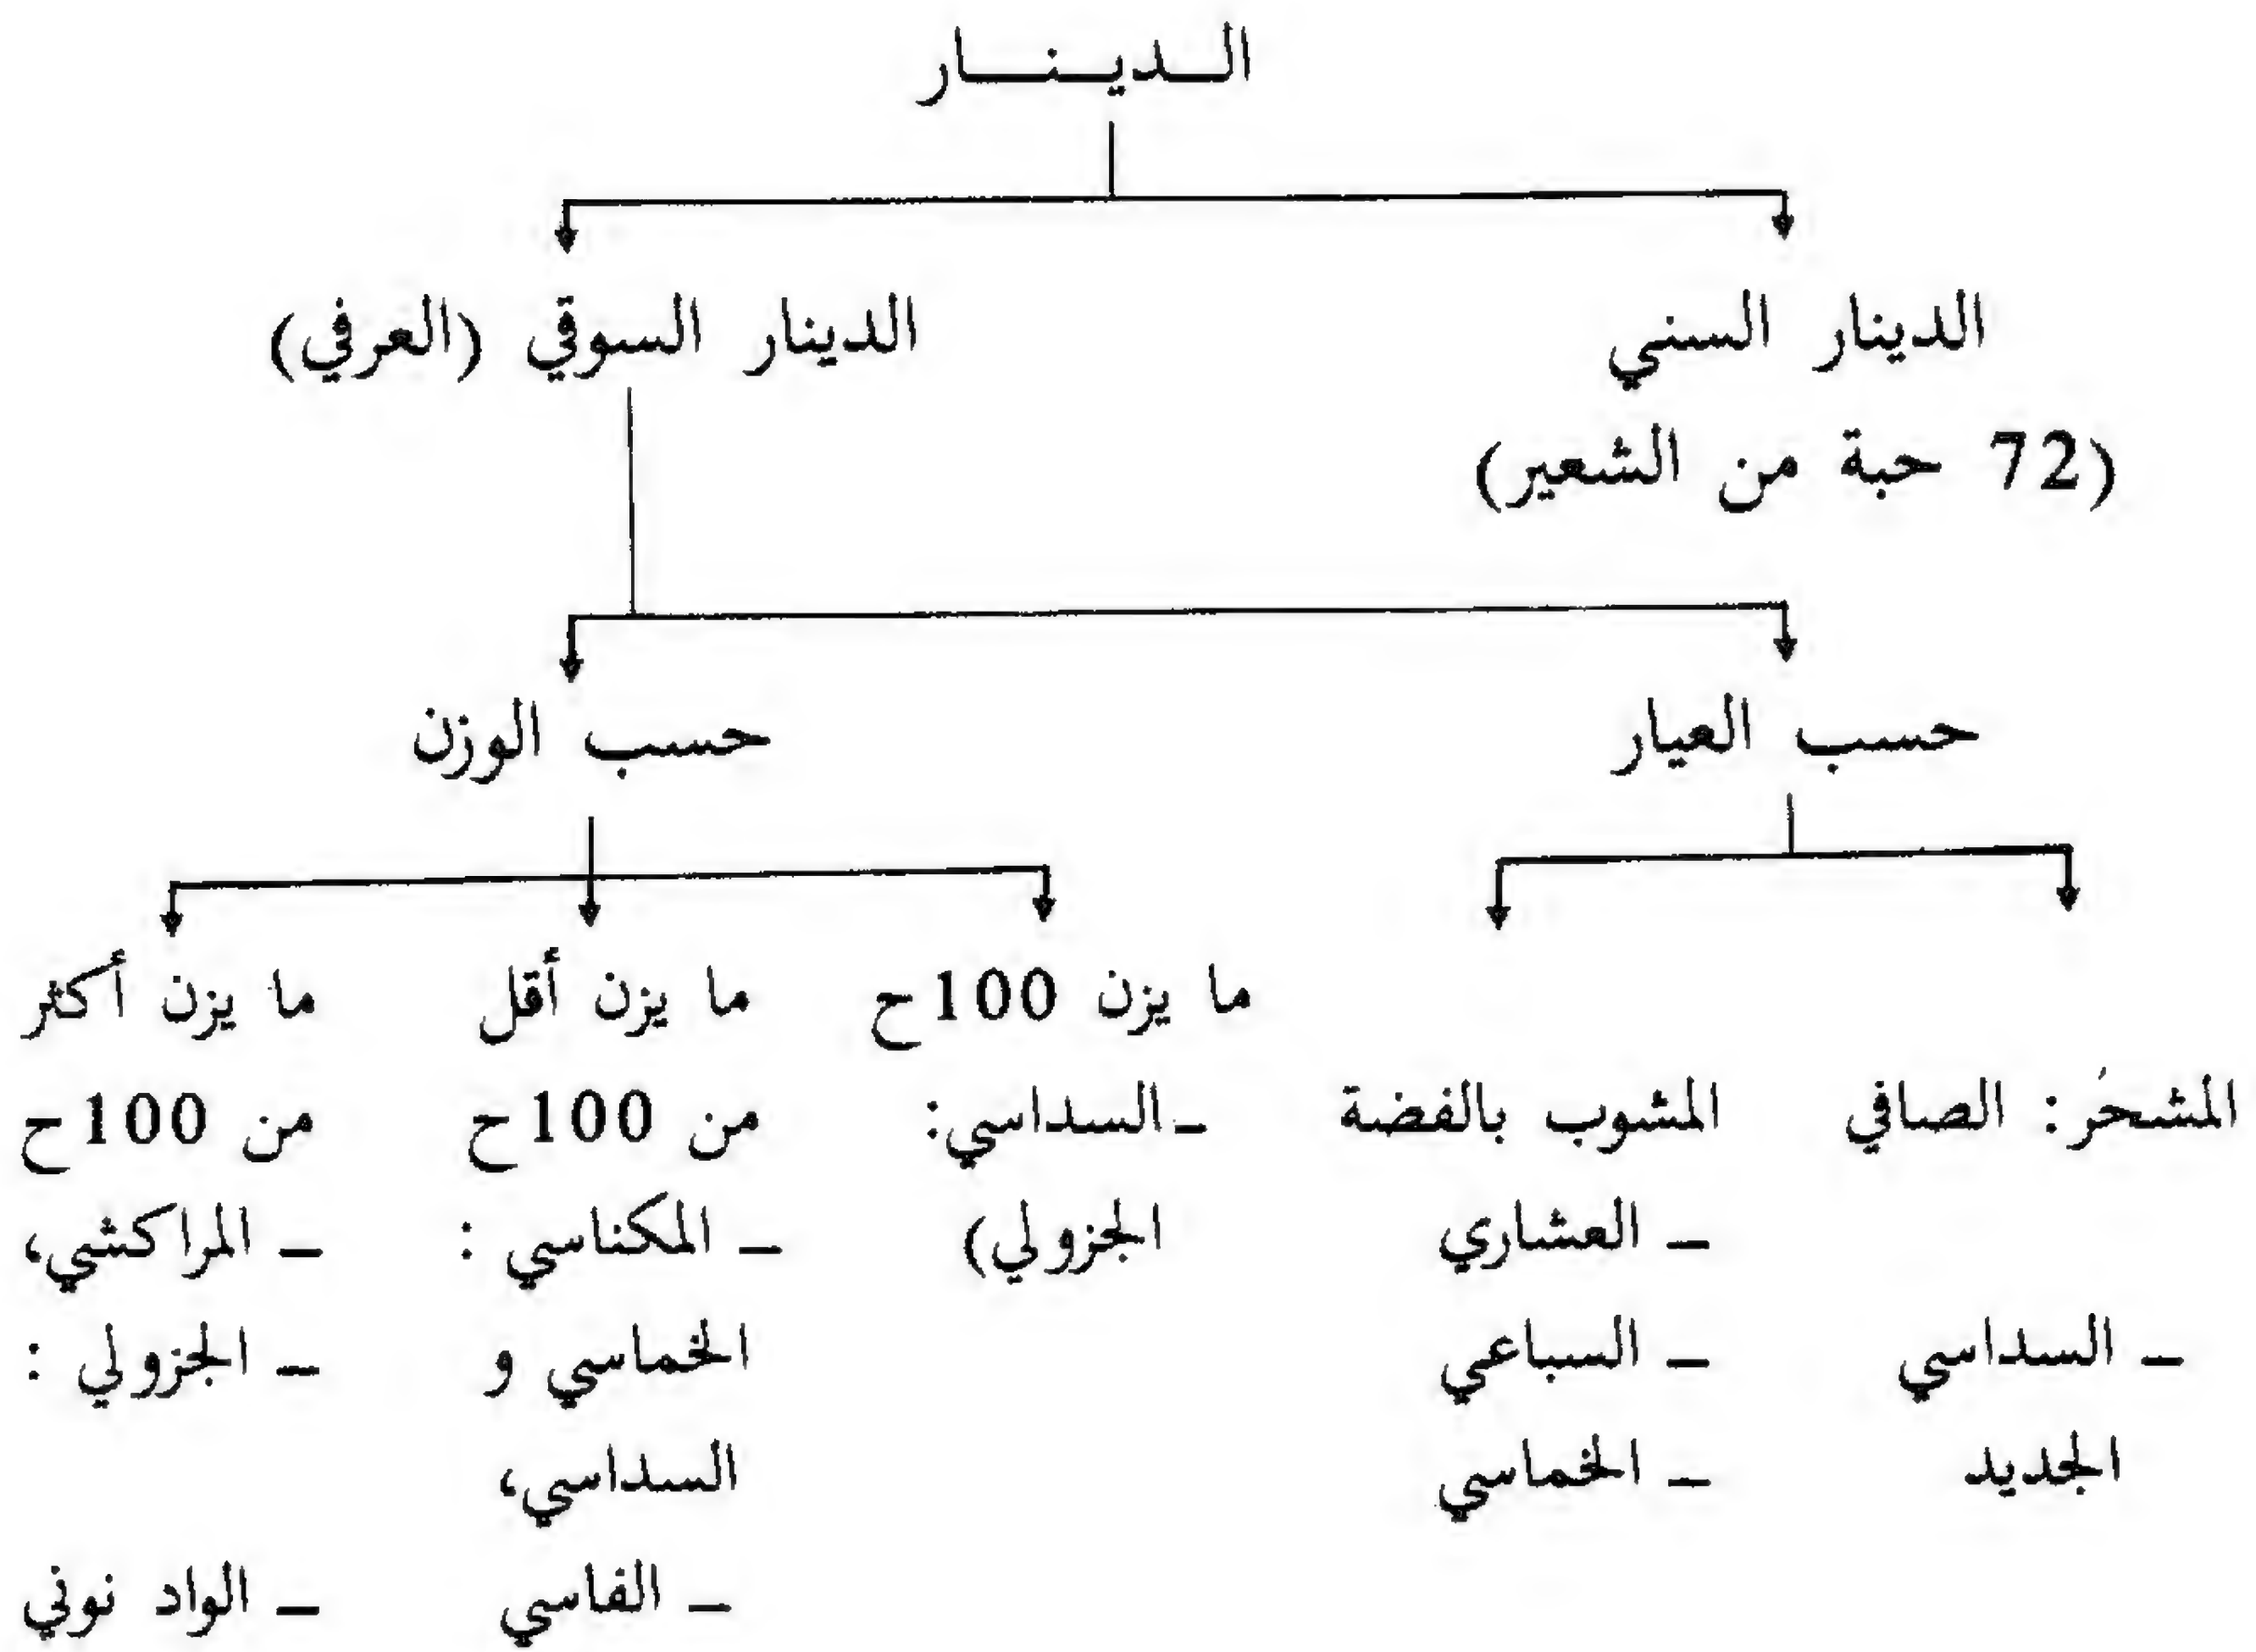 الدينار
الدينار السني
(72 حبة من الشعير)
الدينار السوقي (العرفي)
حسب العيار
المشحُر: الصافي
ـ السداسي
الجديد
المشوب بالفضة
ـ العشاري
ـ السباعي
ـ الخماسي
حسب الوزن
ما يزن 100ح
ـ السداسي:
الجزولي)
ما يزن أقل
من 100ح
ـ المكناسي :
الخماسي و
السداسي،
ـ الفاسي
ما يزن أكثر
من 100ح
ـ المراكشي،
ـ الجزولي :
ـ الواد نوني